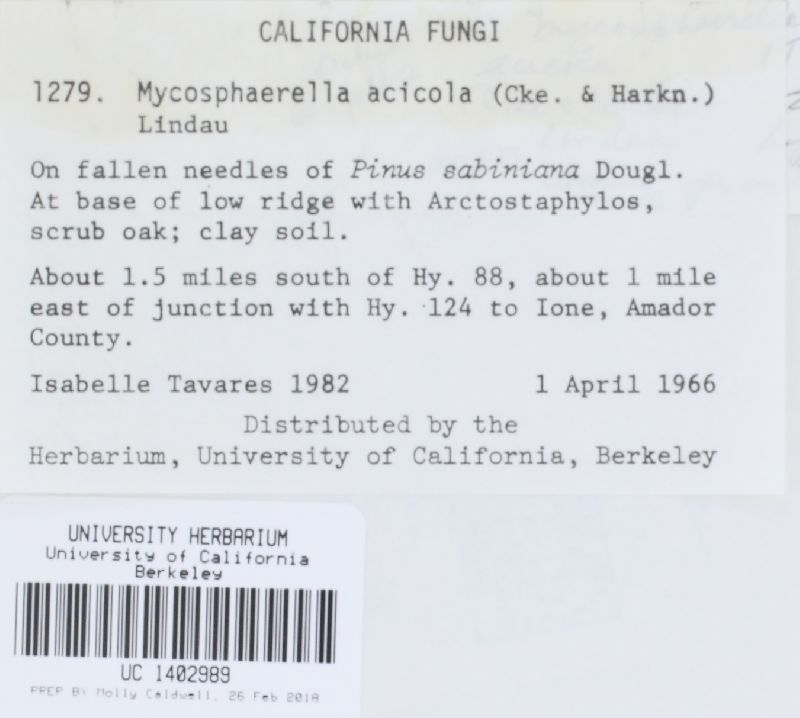 CALIFORNIA FUNGI
1279. Mycosphaerella acicola (Cke. & Harkn.)
Lindau
On fallen needles of Pinus sabiniana Dougl.
At base of low ridge with Arctostaphylos,
scrub oak; clay soil.
About 1.5 miles south of Hy. 88, about 1 mile
east of junction with Hy. 124 to Ione, Amador
County.
Isabelle Tavares 1982 1 April 1966
Distributed by the
Herbarium, University of California, Berkeley
UNIVERSITY HERBARIUM
University of California
Berkeley
UC 1402989
PREP BY Molly Caldwell, 26 Feb 2018